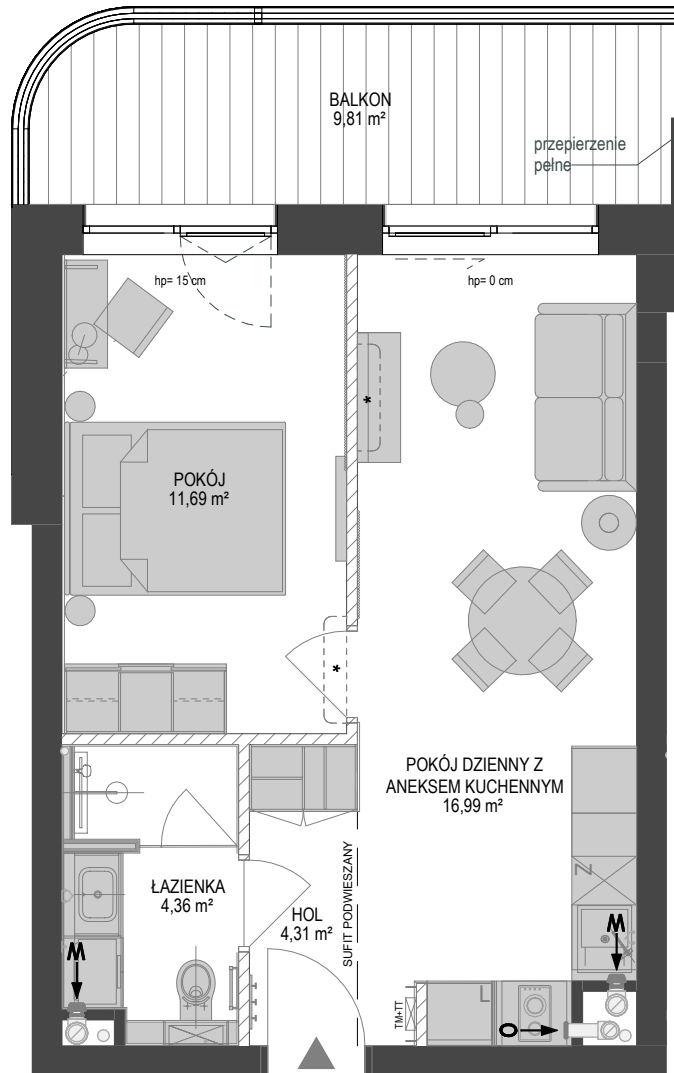 BALKON
9,81 m²
przepierzenie
pełne
hp= 15 cm
hp= 0 cm
*
POKÓJ
11,69 m²
*
POKÓJ DZIENNY Z
ANEKSEM KUCHENNYM
16,99 m²
SUFIT PODWIESZANY
Z
ŁAZIENKA
4,36 m²
HOL
4,31 m²
M
M
L
TM+TT
O